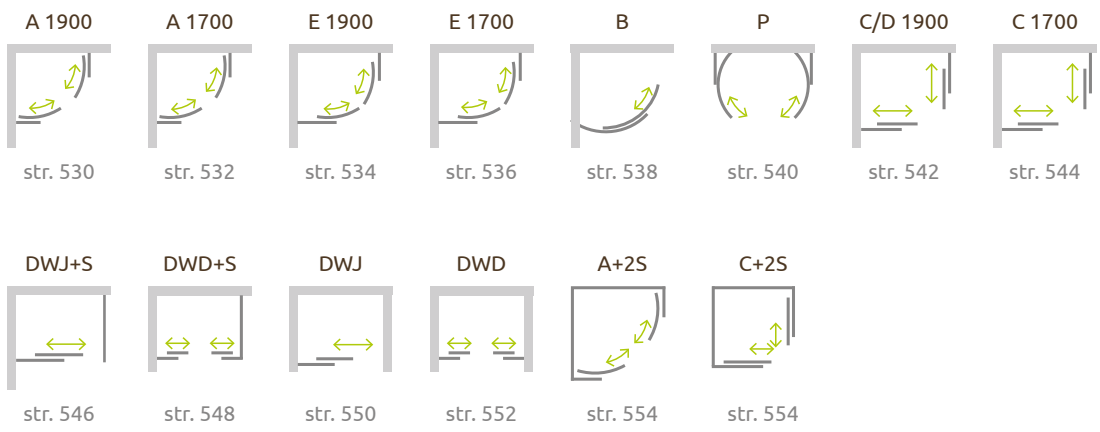 A 1900 A 1700 E 1900 E 1700 B P C/D 1900 C 1700
str. 530 str. 532 str. 534 str. 536 str. 538 str. 540 str. 542 str. 544
DWJ+S DWD+S DWJ DWD A+2S C+2S
str. 546 str. 548 str. 550 str. 552 str. 554 str. 554